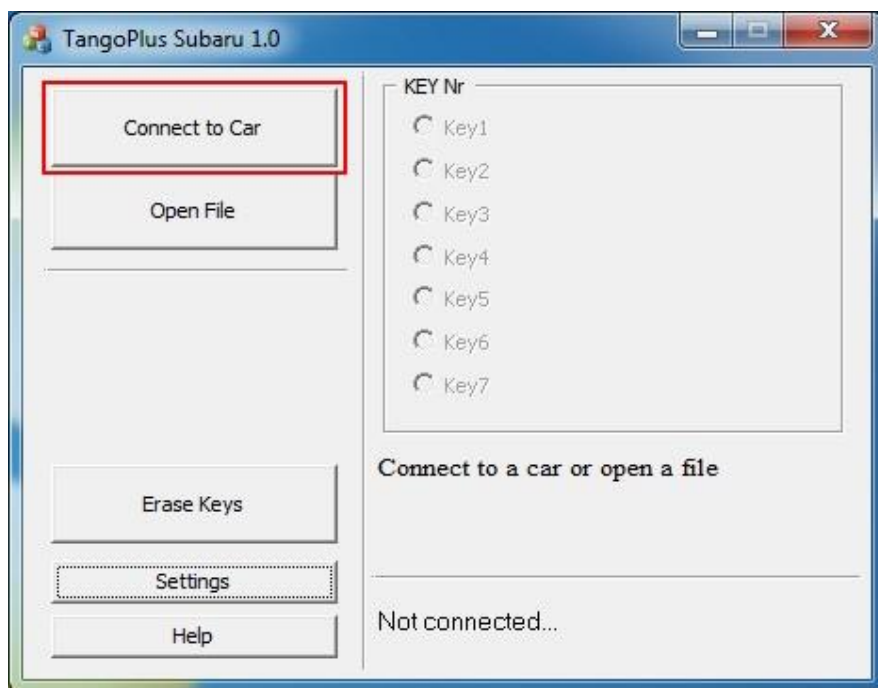 TangoPlus Subaru 1.0
Connect to Car
Open File
Erase Keys
Settings
Help
KEY Nr
Key1
Key2
Key3
Key4
Key5
Key6
Key7
Connect to a car or open a file
Not connected...